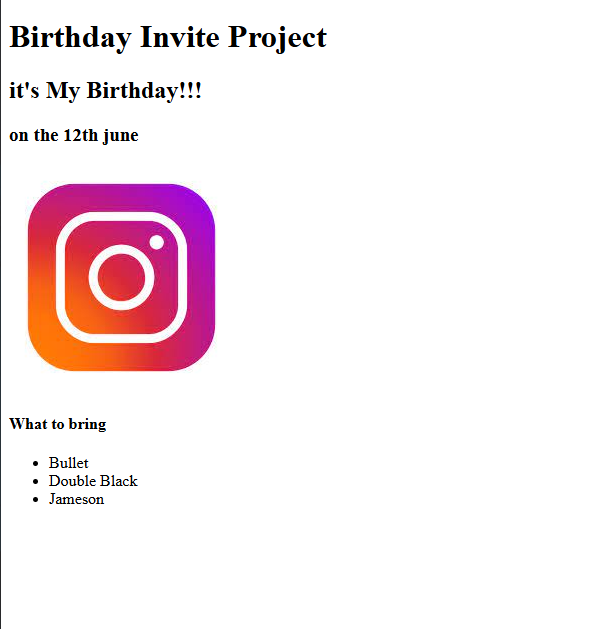 Birthday Invite Project
it's My Birthday!!!
on the 12th june
What to bring
Bullet
Double Black
Jameson